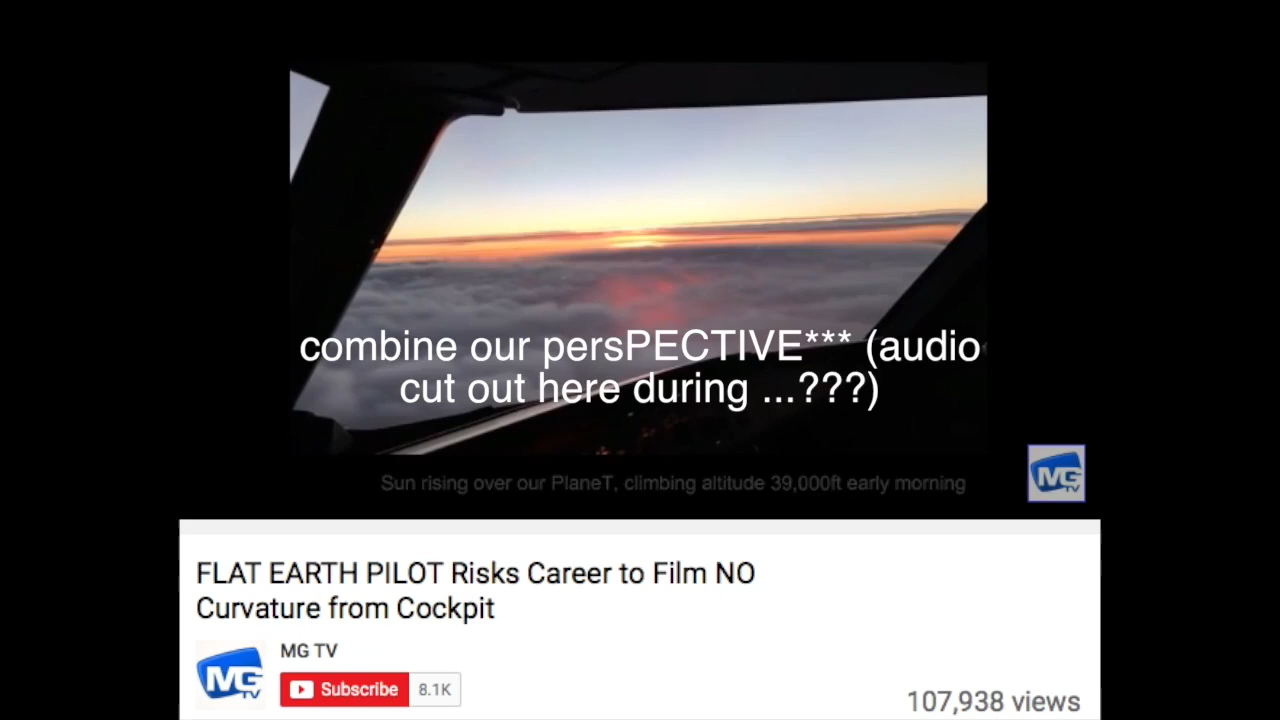 combine our persPECTIVE*** (audio
cut out here during ...???)
Sun rising over our PlaneT, climbing altitude 39,000ft early morning
MG
TV
FLAT EARTH PILOT Risks Career to Film NO
Curvature from Cockpit
MG TV
MG
TV
Subscribe 8.1K
107,938 views